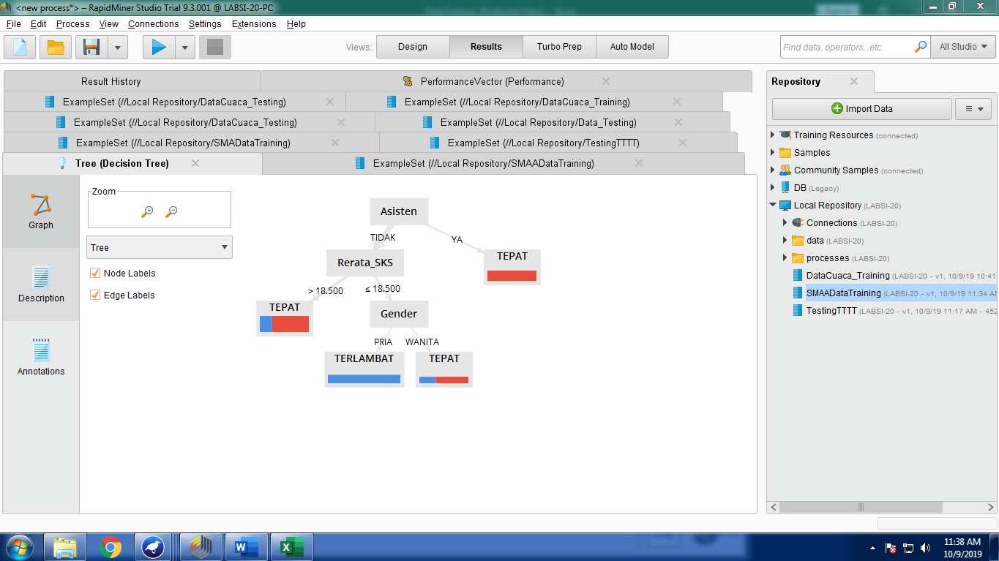 <new process*> – RapidMiner Studio Trial 9.3.001 @ LABSI-20-PC
File Edit Process View Connections Settings Extensions Help
Views: Design Results Turbo Prep Auto Model Find data, operators...etc All Studio
Result History PerformanceVector (Performance)
ExampleSet (///Local Repository/DataCuaca_Testing) ExampleSet (///Local Repository/DataCuaca_Training)
ExampleSet (///Local Repository/DataCuaca_Testing) ExampleSet (///Local Repository/Data_Testing)
ExampleSet (///Local Repository/SMADataTraining) ExampleSet (///Local Repository/TestingTTTT)
Tree (Decision Tree) ExampleSet (///Local Repository/SMAADataTraining)
Graph
Description
Annotations
Zoom
Tree
Node Labels
Edge Labels
Asisten
TIDAK YA
Rerata_SKS TEPAT
> 18.500 ≤ 18.500
TEPAT Gender
PRIA WANITA
TERLAMBAT TEPAT
Repository
Import Data
Training Resources (connected)
Samples
Community Samples (connected)
DB (Legacy)
Local Repository (LABSI-20)
Connections (LABSI-20)
data (LABSI-20)
processes (LABSI-20)
DataCuaca_Training (LABSI-20 - v1, 10/9/19 10:41
SMAADataTraining (LABSI-20 - v1, 10/9/19 11:34 AM
TestingTTTT (LABSI-20 - v1, 10/9/19 11:17 AM - 452
11:38 AM
10/9/2019